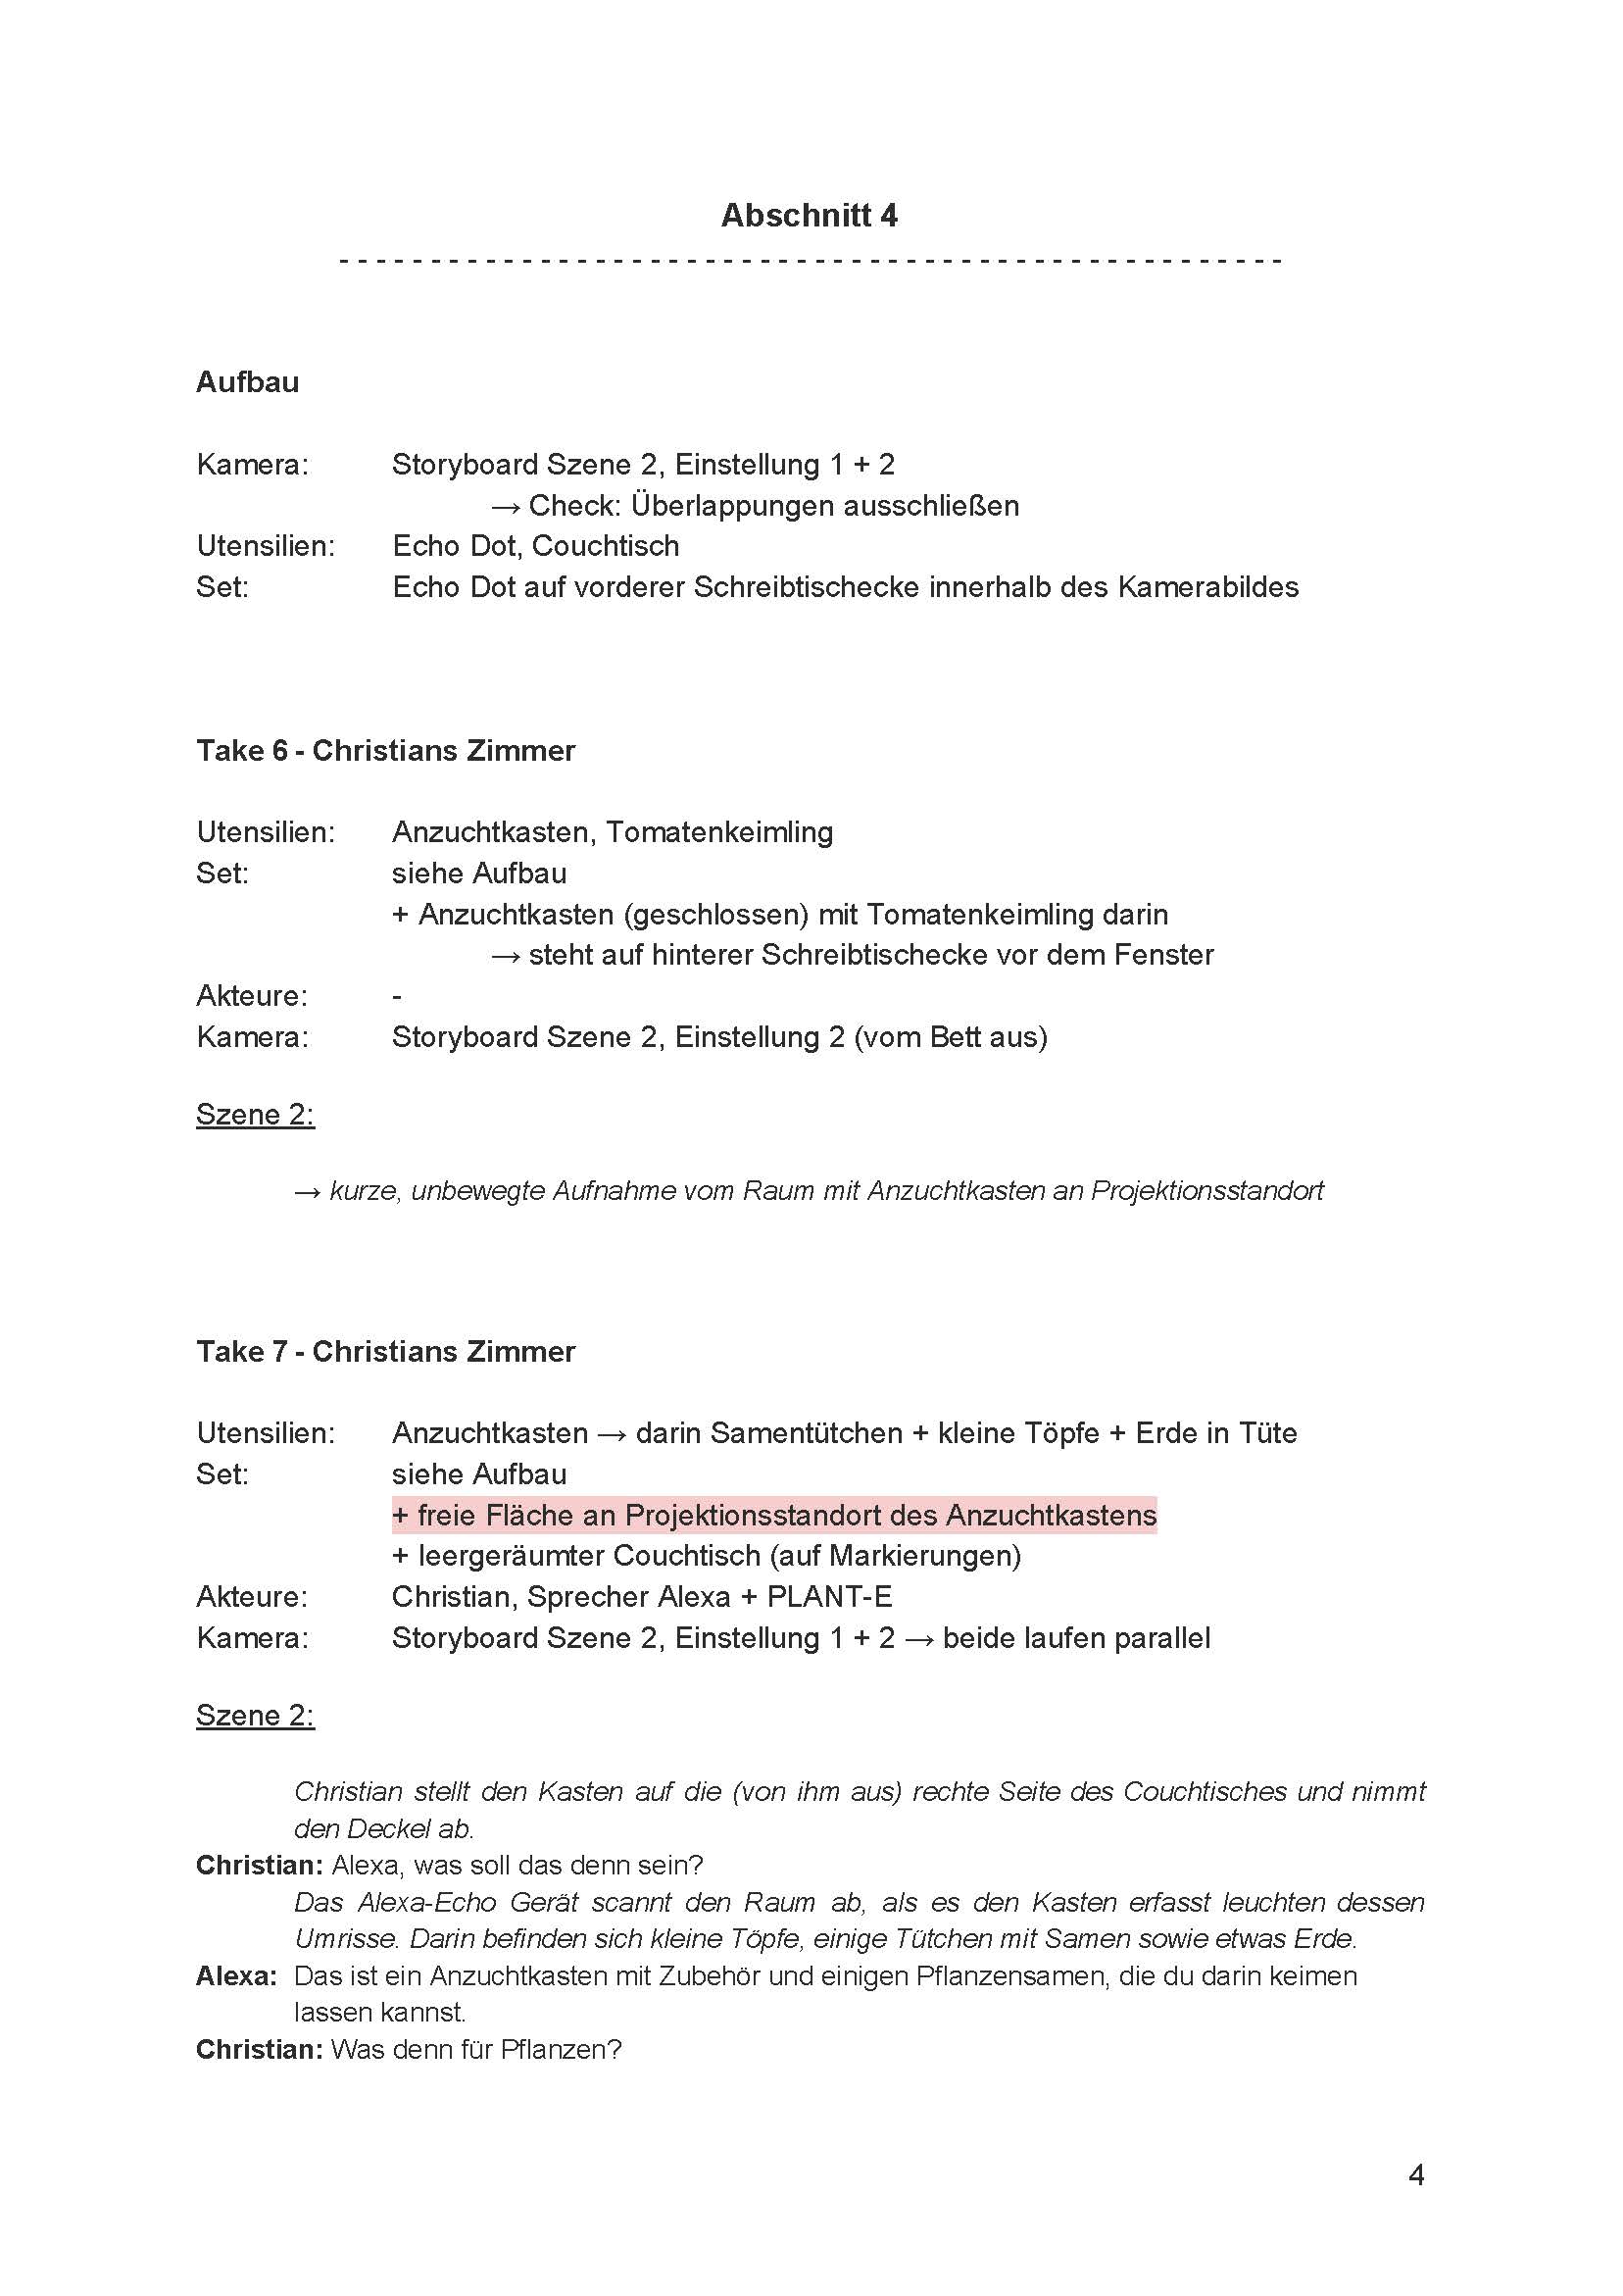 Abschnitt 4
- - - - - - - - - - - - - - - - - - - - - - - - - - - - - - - - - - - - - - - - - - - - - - - - - - - -
Aufbau
Kamera: Storyboard Szene 2, Einstellung 1 + 2
→ Check: Überlappungen ausschließen
Utensilien: Echo Dot, Couchtisch
Set: Echo Dot auf vorderer Schreibtischecke innerhalb des Kamerabildes
Take 6 - Christians Zimmer
Utensilien: Anzuchtkasten, Tomatenkeimling
Set: siehe Aufbau
+ Anzuchtkasten (geschlossen) mit Tomatenkeimling darin
→ steht auf hinterer Schreibtischecke vor dem Fenster
Akteure: -
Kamera: Storyboard Szene 2, Einstellung 2 (vom Bett aus)
Szene 2:
→ kurze, unbewegte Aufnahme vom Raum mit Anzuchtkasten an Projektionsstandort
Take 7 - Christians Zimmer
Utensilien: Anzuchtkasten → darin Samentütchen + kleine Töpfe + Erde in Tüte
Set: siehe Aufbau
+ freie Fläche an Projektionsstandort des Anzuchtkastens
+ leergeräumter Couchtisch (auf Markierungen)
Akteure: Christian, Sprecher Alexa + PLANT-E
Kamera: Storyboard Szene 2, Einstellung 1 + 2 → beide laufen parallel
Szene 2:
Christian stellt den Kasten auf die (von ihm aus) rechte Seite des Couchtisches und nimmt
den Deckel ab.
Christian: Alexa, was soll das denn sein?
Das Alexa-Echo Gerät scannt den Raum ab, als es den Kasten erfasst leuchten dessen
Umrisse. Darin befinden sich kleine Töpfe, einige Tütchen mit Samen sowie etwas Erde.
Alexa: Das ist ein Anzuchtkasten mit Zubehör und einigen Pflanzensamen, die du darin keimen
lassen kannst.
Christian: Was denn für Pflanzen?
4